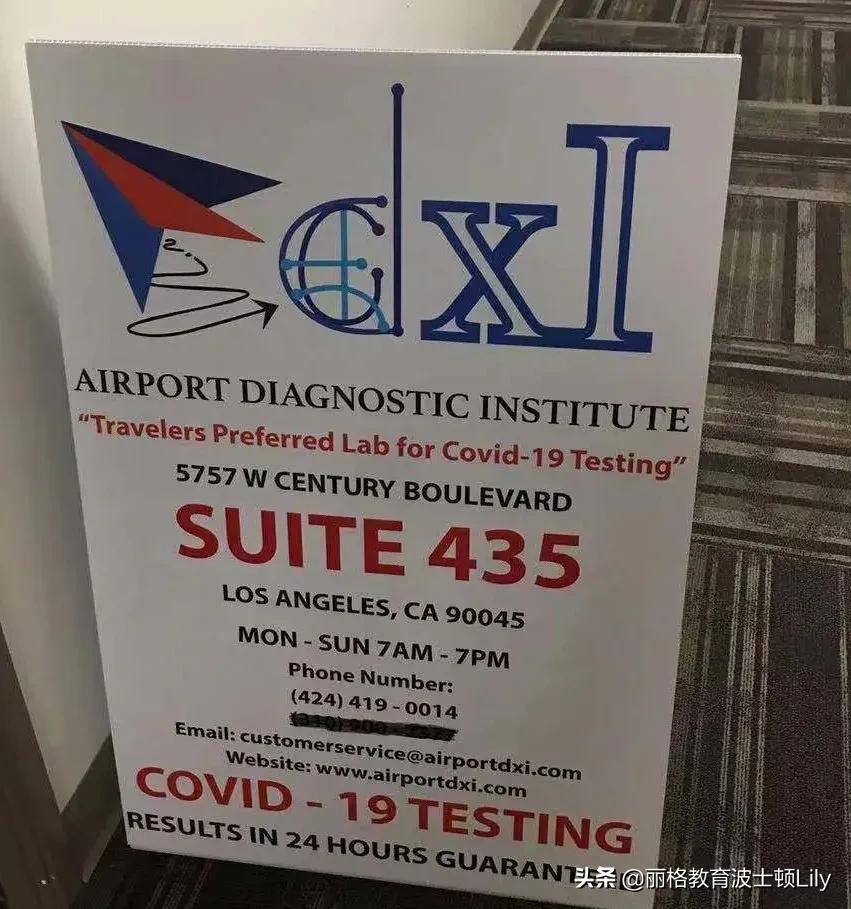 dxI
AIRPORT DIAGNOSTIC INSTITUTE
“Travelers Preferred Lab for Covid-19 Testing”
5757 W CENTURY BOULEVARD
SUITE 435
LOS ANGELES, CA 90045
MON - SUN 7AM - 7PM
Phone Number:
(424) 419 - 0014
Email: customerservice@airportdxi.com
Website: www.airportdxi.com
COVID - 19 TESTING
RESULTS IN 24 HOURS
头条 @丽格教育波士顿Lily